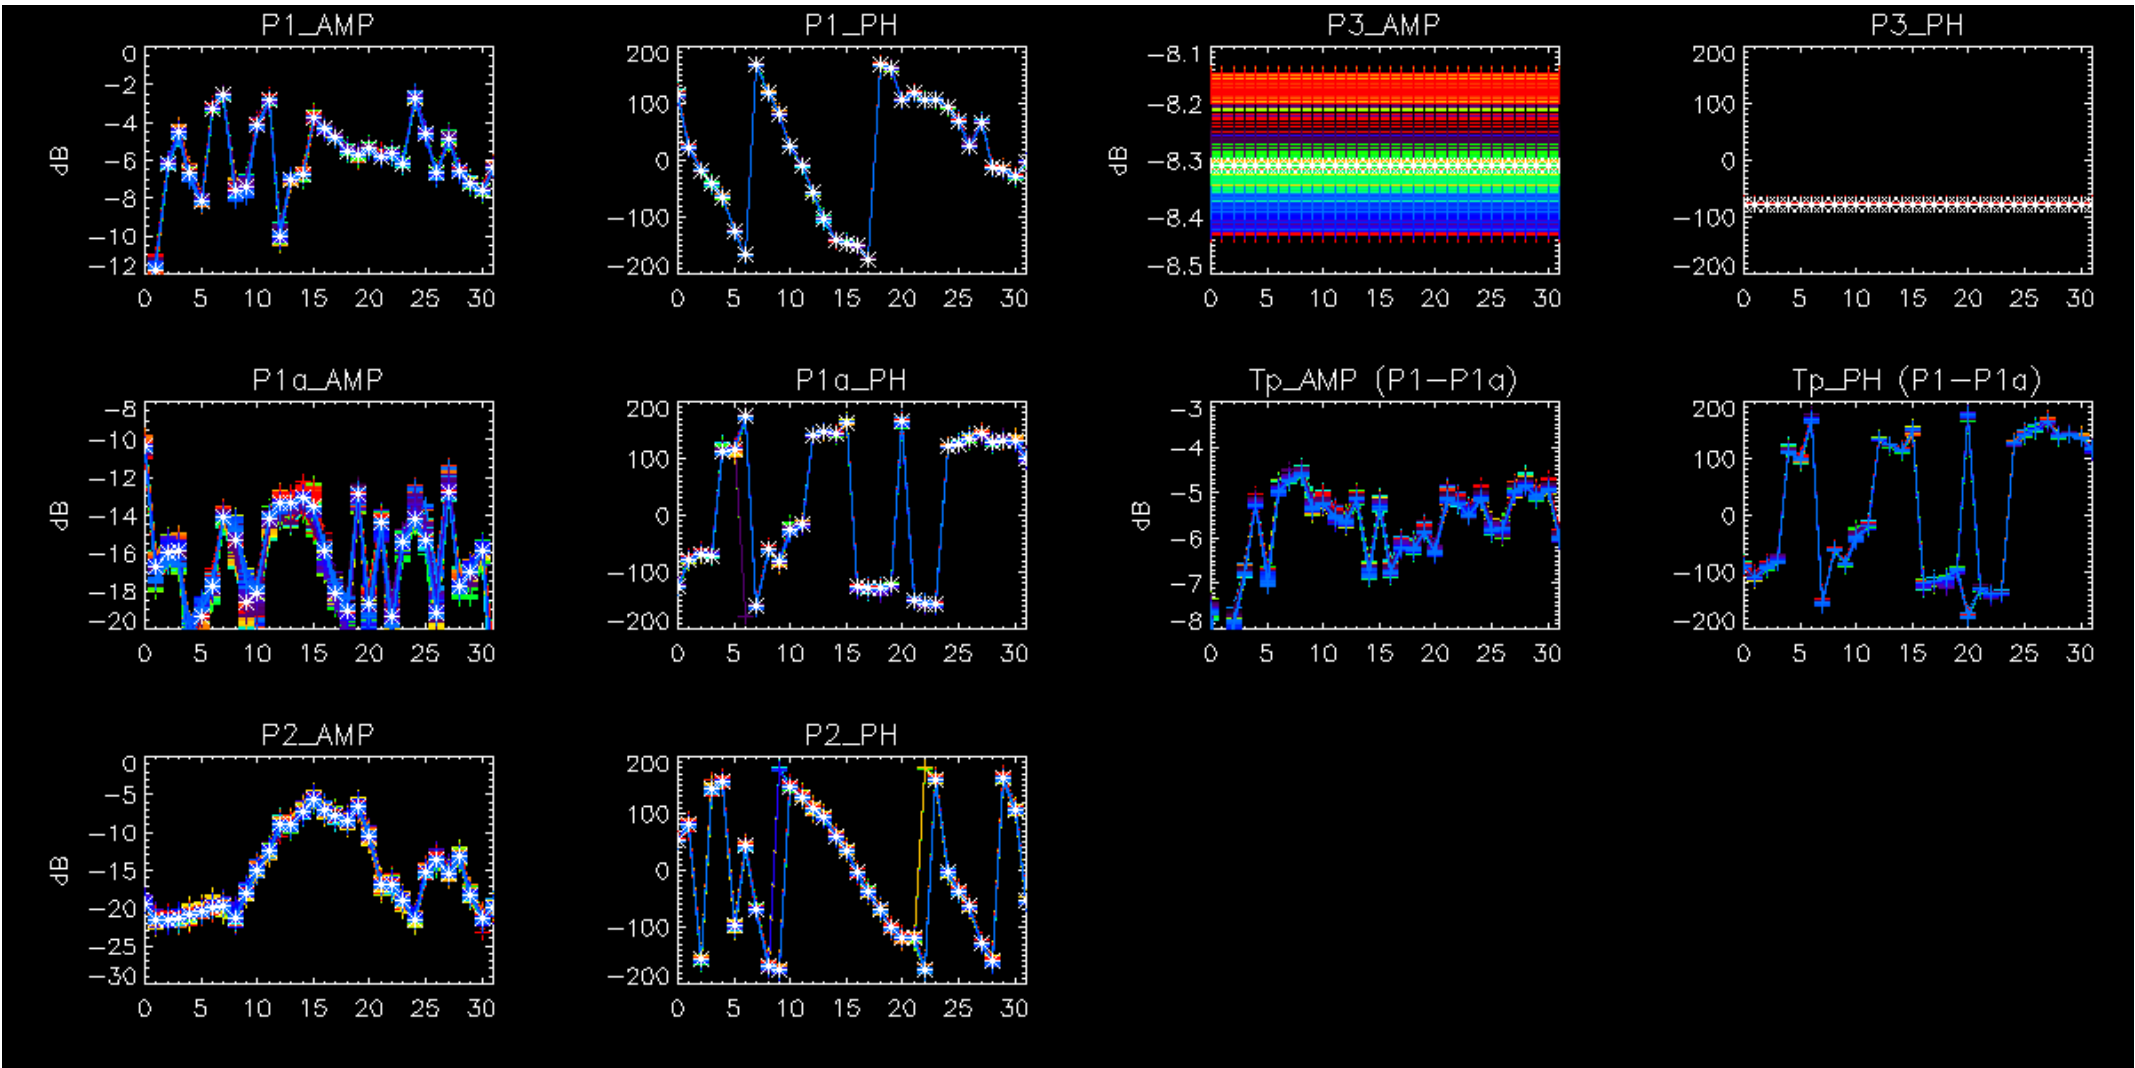 P1_AMP
dB
0
-2
-4
-6
-8
-10
-12
0 5 10 15 20 25 30
P1_PH
200
100
0
-100
-200
0 5 10 15 20 25 30
P3_AMP
dB
-8.1
-8.2
-8.3
-8.4
-8.5
0 5 10 15 20 25 30
P3_PH
200
100
0
-100
-200
0 5 10 15 20 25 30
P1a_AMP
dB
-8
-10
-12
-14
-16
-18
-20
0 5 10 15 20 25 30
P1a_PH
200
100
0
-100
-200
0 5 10 15 20 25 30
Tp_AMP (P1-P1a)
dB
-3
-4
-5
-6
-7
-8
0 5 10 15 20 25 30
Tp_PH (P1-P1a)
200
100
0
-100
-200
0 5 10 15 20 25 30
P2_AMP
dB
0
-5
-10
-15
-20
-25
-30
0 5 10 15 20 25 30
P2_PH
200
100
0
-100
-200
0 5 10 15 20 25 30